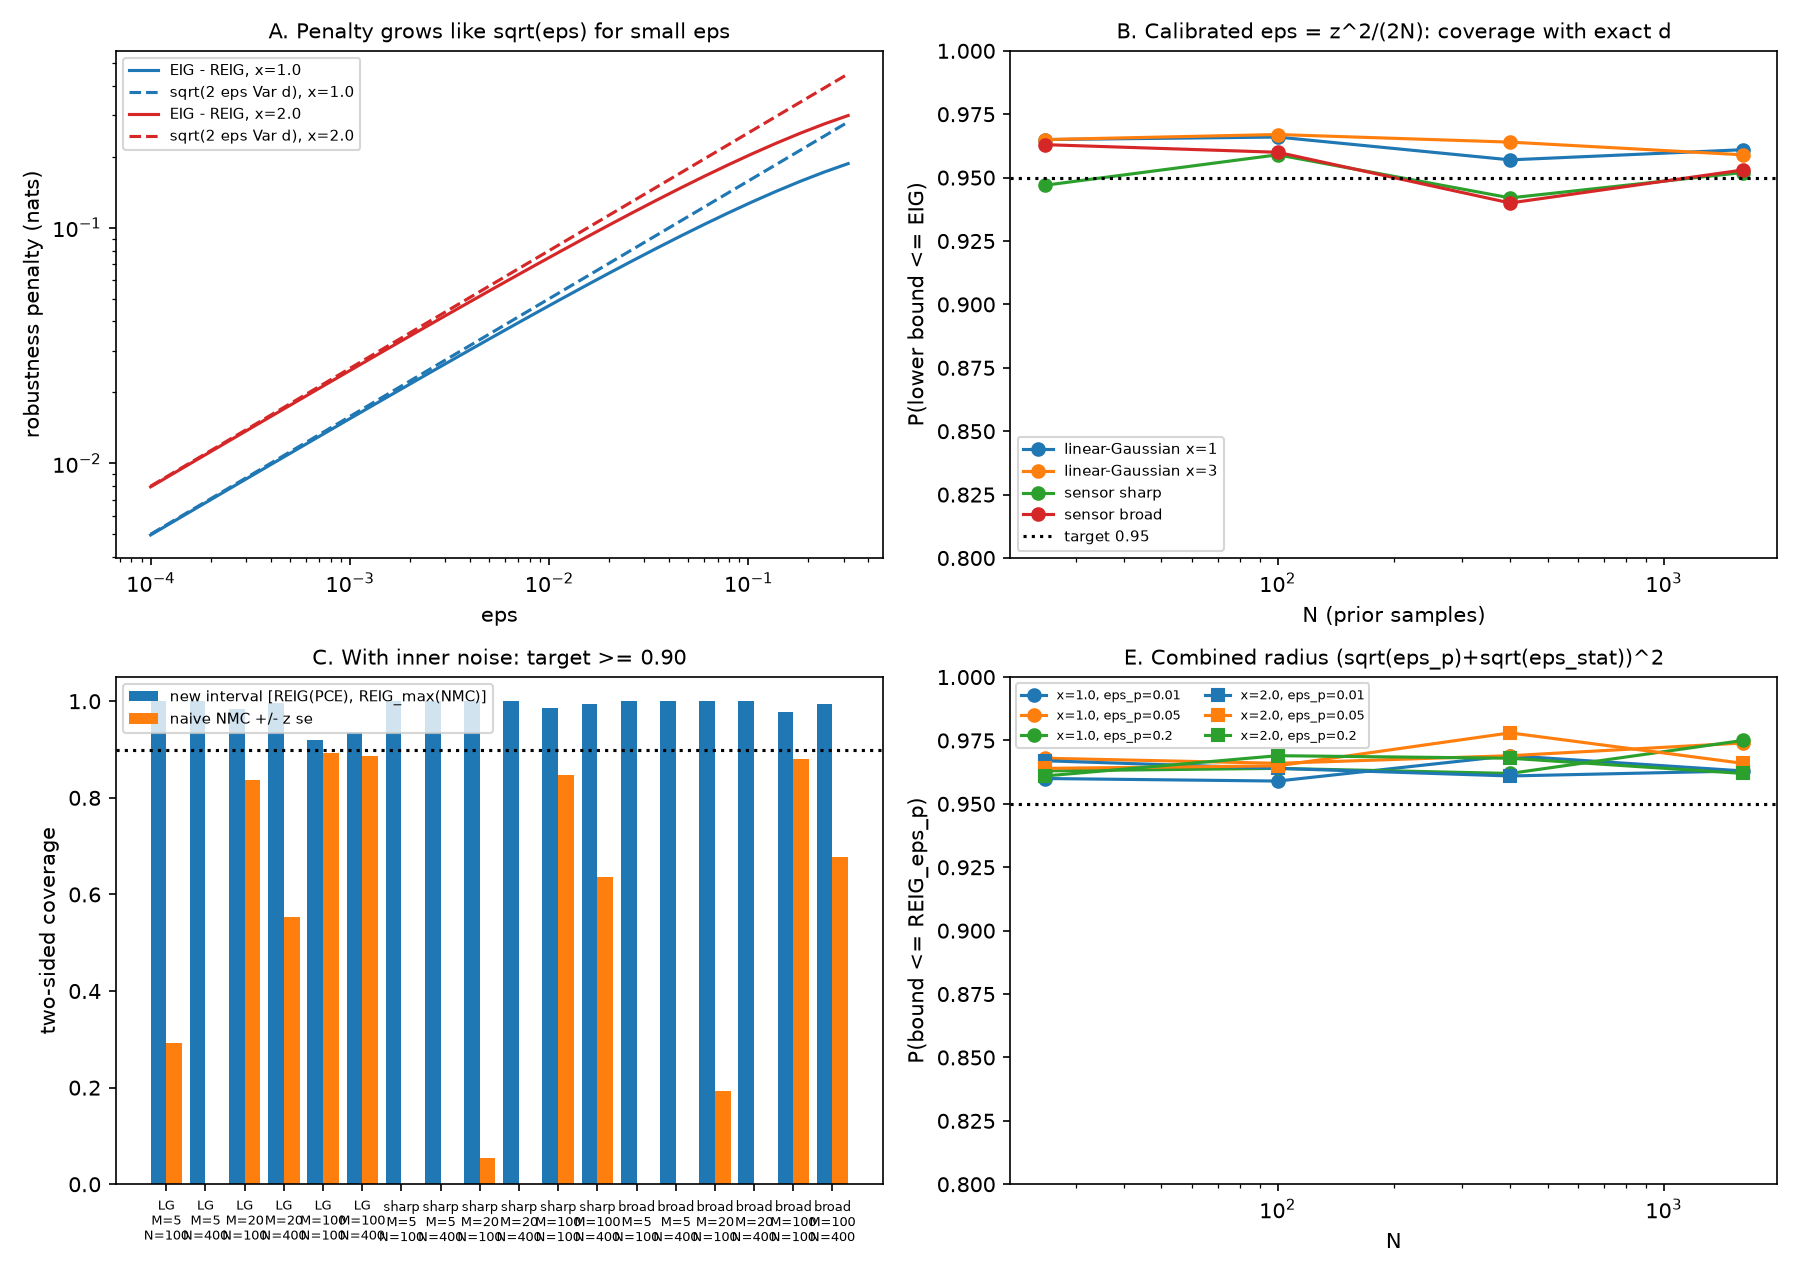 A. Penalty grows like sqrt(eps) for small eps
EIG - REIG, x=1.0
sqrt(2 eps Var d), x=1.0
EIG - REIG, x=2.0
sqrt(2 eps Var d), x=2.0
robustness penalty (nats)
10⁻¹
10⁻²
10⁻⁴
10⁻³
10⁻²
10⁻¹
eps
B. Calibrated eps = z^2/(2N): coverage with exact d
P(lower bound <= EIG)
1.000
0.975
0.950
0.925
0.900
0.875
0.850
0.825
0.800
linear-Gaussian x=1
linear-Gaussian x=3
sensor sharp
sensor broad
target 0.95
10²
10³
N (prior samples)
C. With inner noise: target >= 0.90
new interval [REIG(PCE), REIG_max(NMC)]
naive NMC +/- z se
two-sided coverage
1.0
0.8
0.6
0.4
0.2
0.0
LG LG LG LG LG LG sharp sharp sharp sharp sharp sharp broad broad broad broad broad broad
M=5 M=5 M=20 M=20 M=100 M=100 M=5 M=5 M=20 M=20 M=100 M=100 M=5 M=5 M=20 M=20 M=100 M=100
N=100 N=400 N=100 N=400 N=100 N=400 N=100 N=400 N=100 N=400 N=100 N=400 N=100 N=400 N=100 N=400 N=100 N=400
E. Combined radius (sqrt(eps_p)+sqrt(eps_stat))^2
x=1.0, eps_p=0.01
x=1.0, eps_p=0.05
x=1.0, eps_p=0.2
x=2.0, eps_p=0.01
x=2.0, eps_p=0.05
x=2.0, eps_p=0.2
P(bound <= REIG_eps_p)
1.000
0.975
0.950
0.925
0.900
0.875
0.850
0.825
0.800
10²
10³
N